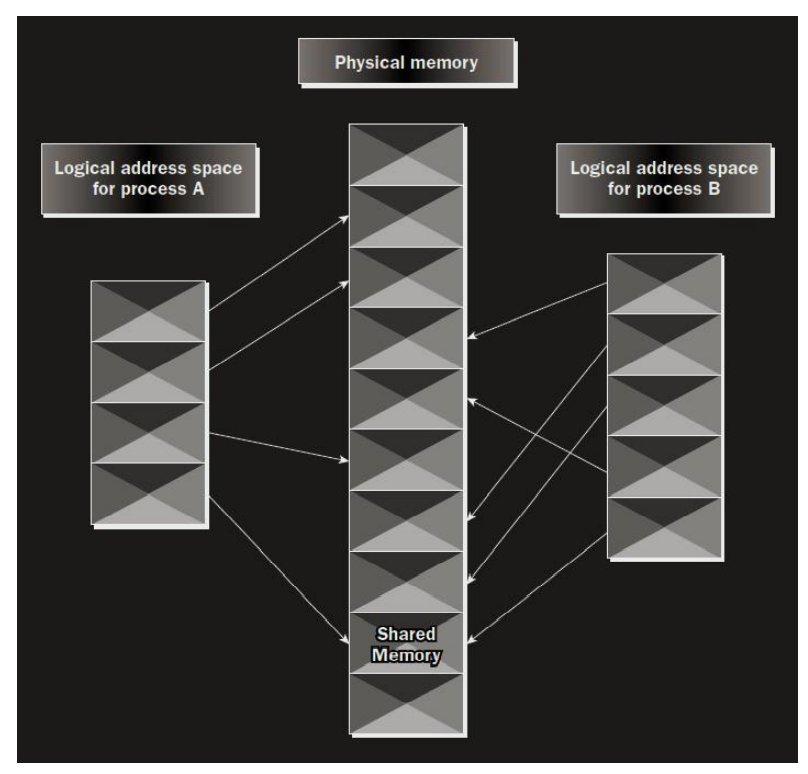 Physical memory
Logical address space
for process A
Logical address space
for process B
Shared
Memory